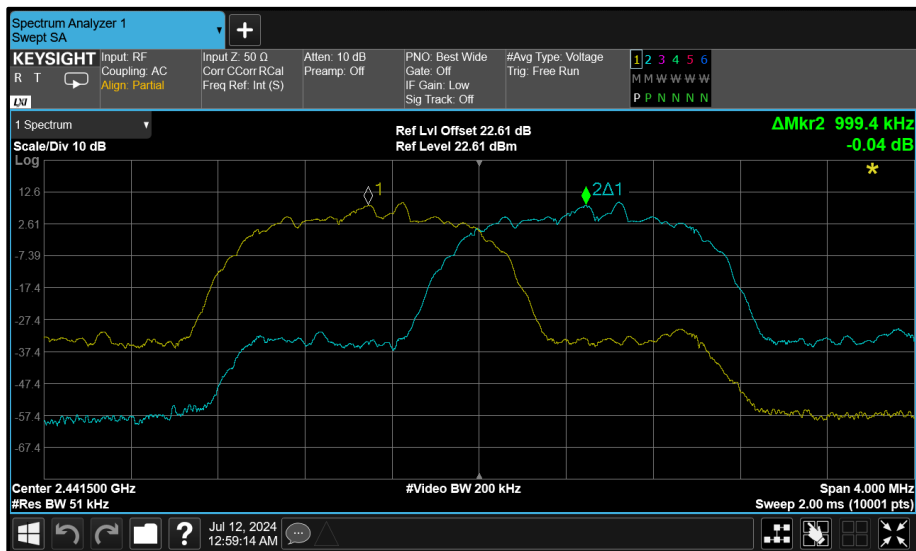 Spectrum Analyzer 1
Swept SA
KEYSIGHT
R T
LXI
Input: RF
Coupling: AC
Align: Partial
Input Z: 50 Ω
Corr CCorr RCal
Freq Ref: Int (S)
Atten: 10 dB
Preamp: Off
PNO: Best Wide
Gate: Off
IF Gain: Low
Sig Track: Off
#Avg Type: Voltage
Trig: Free Run
1 2 3 4 5 6
M M W W W W
P P N N N N
1 Spectrum
Scale/Div 10 dB
Ref Lvl Offset 22.61 dB
Ref Level 22.61 dBm
ΔMkr2 999.4 kHz
-0.04 dB
*
Log
12.6
2.61
-7.39
-17.4
-27.4
-37.4
-47.4
-57.4
-67.4
1
2Δ1
Center 2.441500 GHz
#Res BW 51 kHz
#Video BW 200 kHz
Span 4.000 MHz
Sweep 2.00 ms (10001 pts)
?
Jul 12, 2024
12:59:14 AM